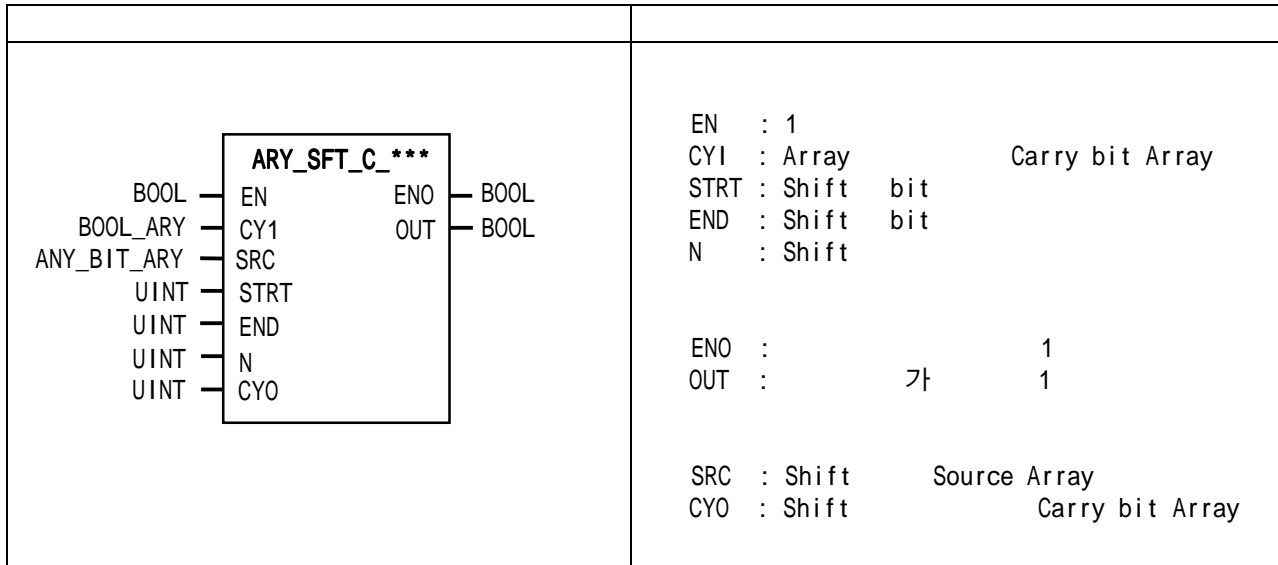 ARY_SFT_C_***
BOOL EN ENO BOOL
BOOL_ARY CY1 OUT BOOL
ANY_BIT_ARY SRC
UINT STRT
UINT END
UINT N
UINT CYO
EN : 1
CYI : Array Carry bit Array
STRT : Shift bit
END : Shift bit
N : Shift
ENO : 1
OUT : 가 1
SRC : Shift Source Array
CYO : Shift Carry bit Array